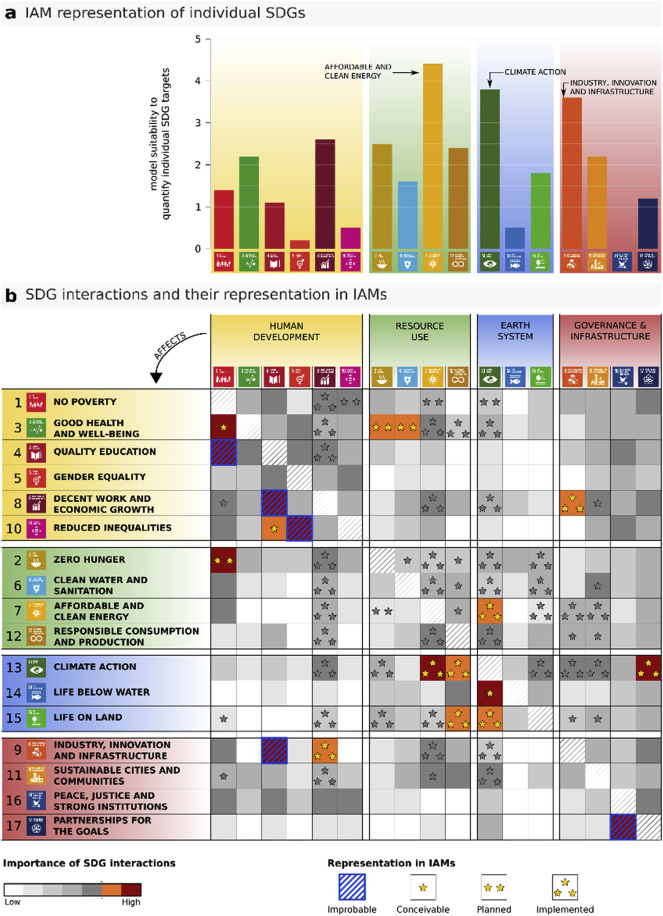 a IAM representation of individual SDGs
model suitability to
quantify individual SDG targets
5
4
3
2
1
0
AFFORDABLE AND
CLEAN ENERGY
CLIMATE ACTION
INDUSTRY, INNOVATION
AND INFRASTRUCTURE
b SDG interactions and their representation in IAMs
AFFECTS
HUMAN
DEVELOPMENT
RESOURCE
USE
EARTH
SYSTEM
GOVERNANCE &
INFRASTRUCTURE
1 NO POVERTY
3 GOOD HEALTH
AND WELL-BEING
4 QUALITY EDUCATION
5 GENDER EQUALITY
8 DECENT WORK AND
ECONOMIC GROWTH
10 REDUCED INEQUALITIES
2 ZERO HUNGER
6 CLEAN WATER AND
SANITATION
7 AFFORDABLE AND
CLEAN ENERGY
12 RESPONSIBLE CONSUMPTION
AND PRODUCTION
13 CLIMATE ACTION
14 LIFE BELOW WATER
15 LIFE ON LAND
9 INDUSTRY, INNOVATION
AND INFRASTRUCTURE
11 SUSTAINABLE CITIES AND
COMMUNITIES
16 PEACE, JUSTICE AND
STRONG INSTITUTIONS
17 PARTNERSHIPS FOR
THE GOALS
Importance of SDG interactions
Low High
Representation in IAMs
Improbable Conceivable Planned Implemented